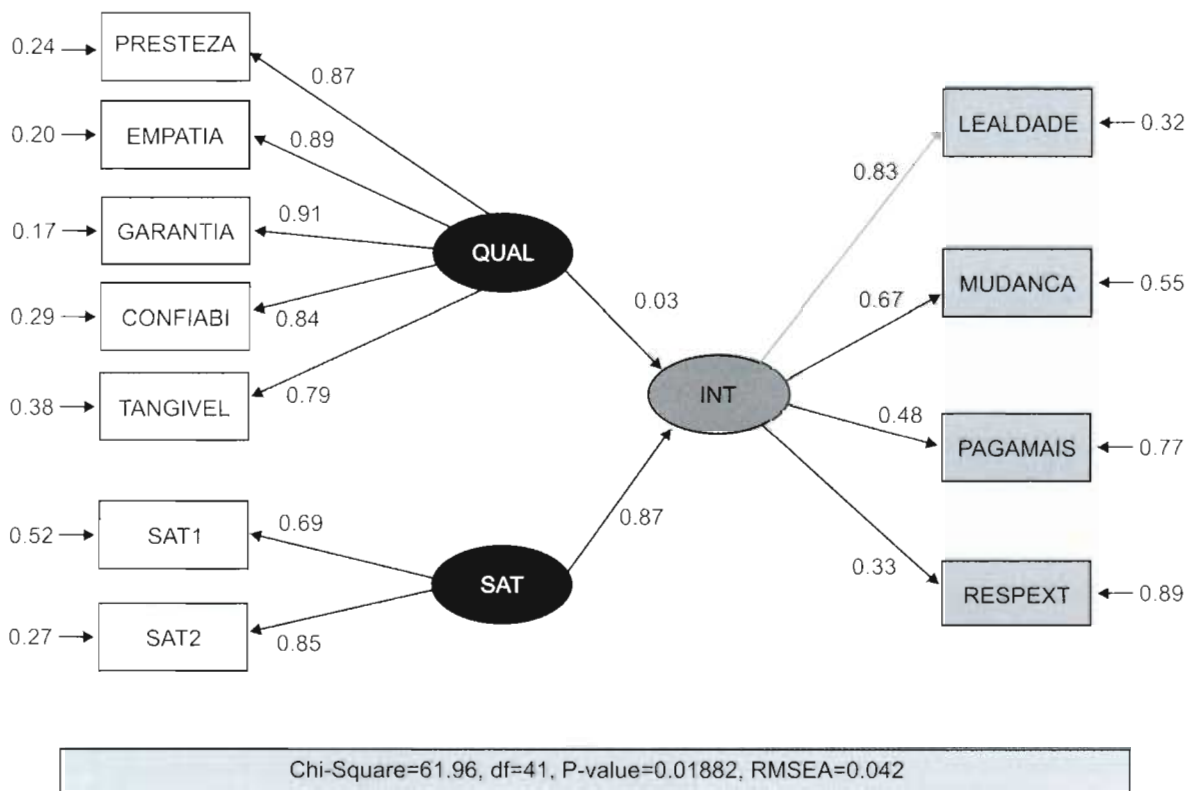 0.24
PRESTEZA
0.87
0.20
EMPATIA
0.89
0.17
GARANTIA
0.91
0.29
CONFIABI
0.84
0.38
TANGIVEL
0.79
QUAL
0.03
0.52
SAT1
0.69
0.27
SAT2
0.85
SAT
0.87
INT
0.83
LEALDADE
0.32
0.67
MUDANCA
0.55
0.48
PAGAMAIS
0.77
0.33
RESPEXT
0.89
Chi-Square=61.96, df=41, P-value=0.01882, RMSEA=0.042